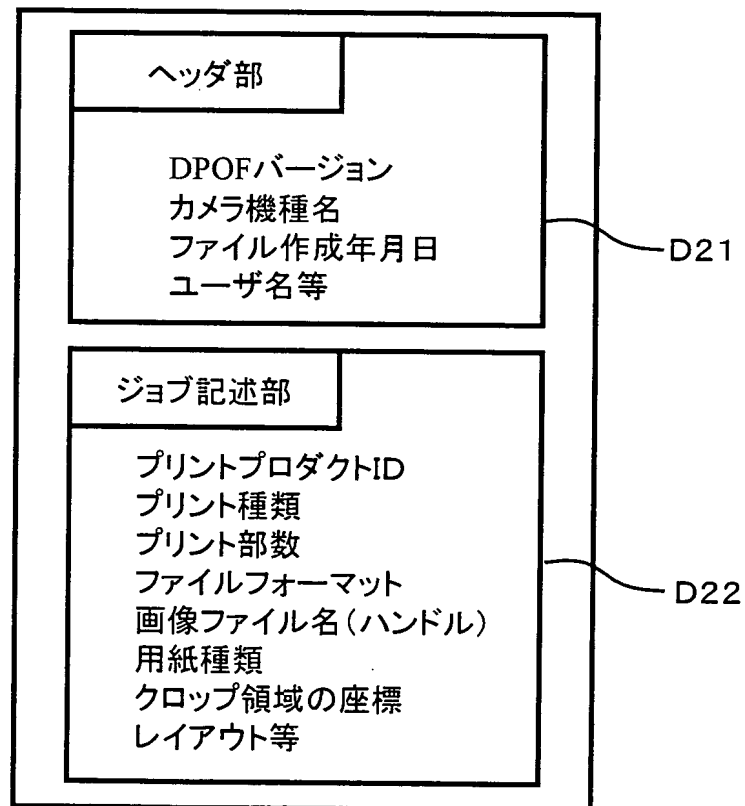 ヘッダ部
DPOFバージョン
カメラ機種名
ファイル作成年月日
ユーザ名等
D21
ジョブ記述部
プリントプロダクトID
プリント種類
プリント部数
ファイルフォーマット
画像ファイル名(ハンドル)
用紙種類
クロップ領域の座標
レイアウト等
D22